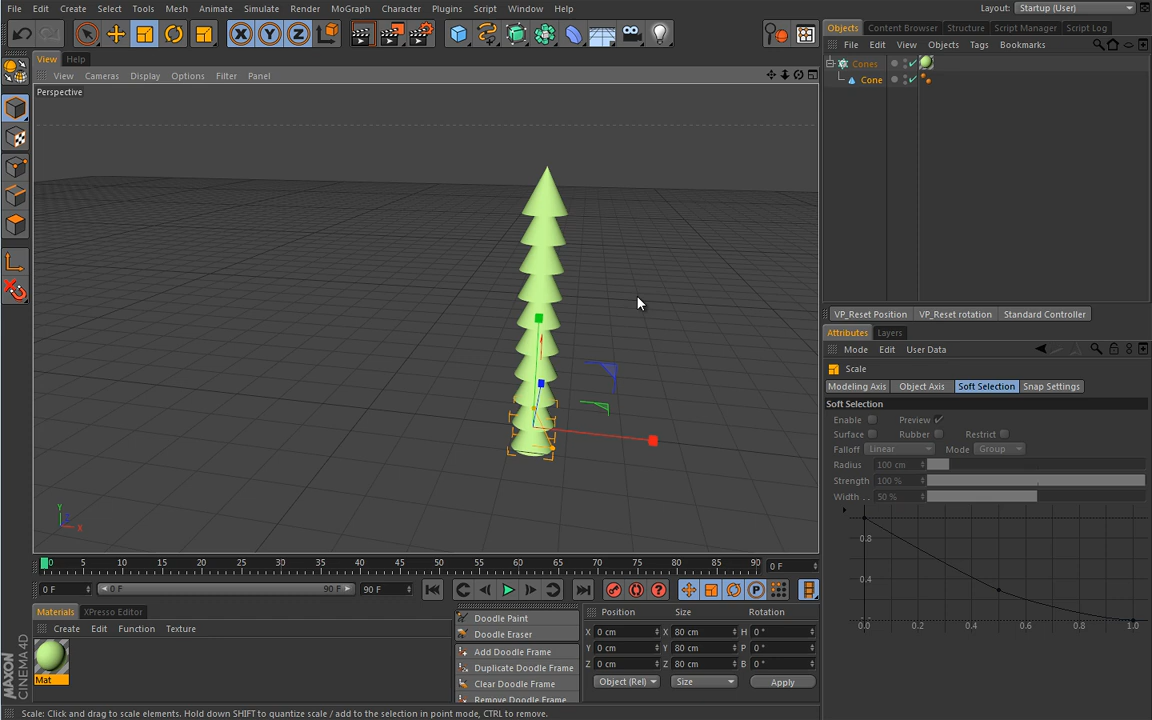 File Edit Create Select Tools Mesh Animate Simulate Render MoGraph Character Plugins Script Window Help Layout: Startup (User)
X Y Z
Objects Content Browser Structure Script Manager Script Log
File Edit View Objects Tags Bookmarks
Cones
Cone
View Help
View Cameras Display Options Filter Panel
Perspective
Y
X
VP_Reset Position VP_Reset rotation Standard Controller
Attributes Layers
Mode Edit User Data
Scale
Modeling Axis Object Axis Soft Selection Snap Settings
Soft Selection
Enable Preview
Surface Rubber Restrict
Falloff Linear Mode Group
Radius 100 cm
Strength 100 %
Width . . 50 %
0.8
0.4
0.0 0.2 0.4 0.6 0.8 1.0
0 5 10 15 20 25 30 35 40 45 50 55 60 65 70 75 80 85 90 0 F
0 F 0 F 90 F 90 F
Materials XPresso Editor
Create Edit Function Texture
Mat
MAXON
CINEMA 4D
Doodle Paint
Doodle Eraser
Add Doodle Frame
Duplicate Doodle Frame
Clear Doodle Frame
Remove Doodle Frame
Position Size Rotation
X 0 cm X 80 cm H 0 °
Y 0 cm Y 80 cm P 0 °
Z 0 cm Z 80 cm B 0 °
Object (Rel) Size Apply
Scale: Click and drag to scale elements. Hold down SHIFT to quantize scale / add to the selection in point mode, CTRL to remove.